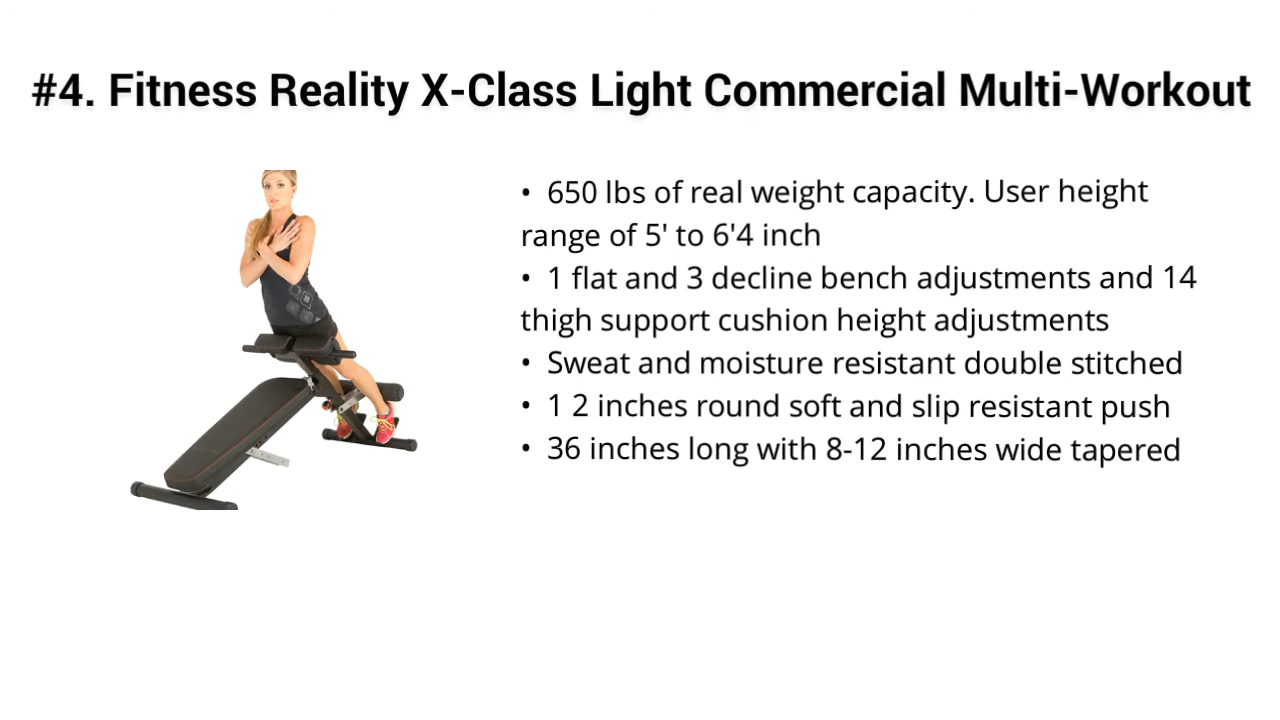 #4. Fitness Reality X-Class Light Commercial Multi-Workout
• 650 lbs of real weight capacity. User height
range of 5' to 6'4 inch
• 1 flat and 3 decline bench adjustments and 14
thigh support cushion height adjustments
• Sweat and moisture resistant double stitched
• 1 2 inches round soft and slip resistant push
• 36 inches long with 8-12 inches wide tapered